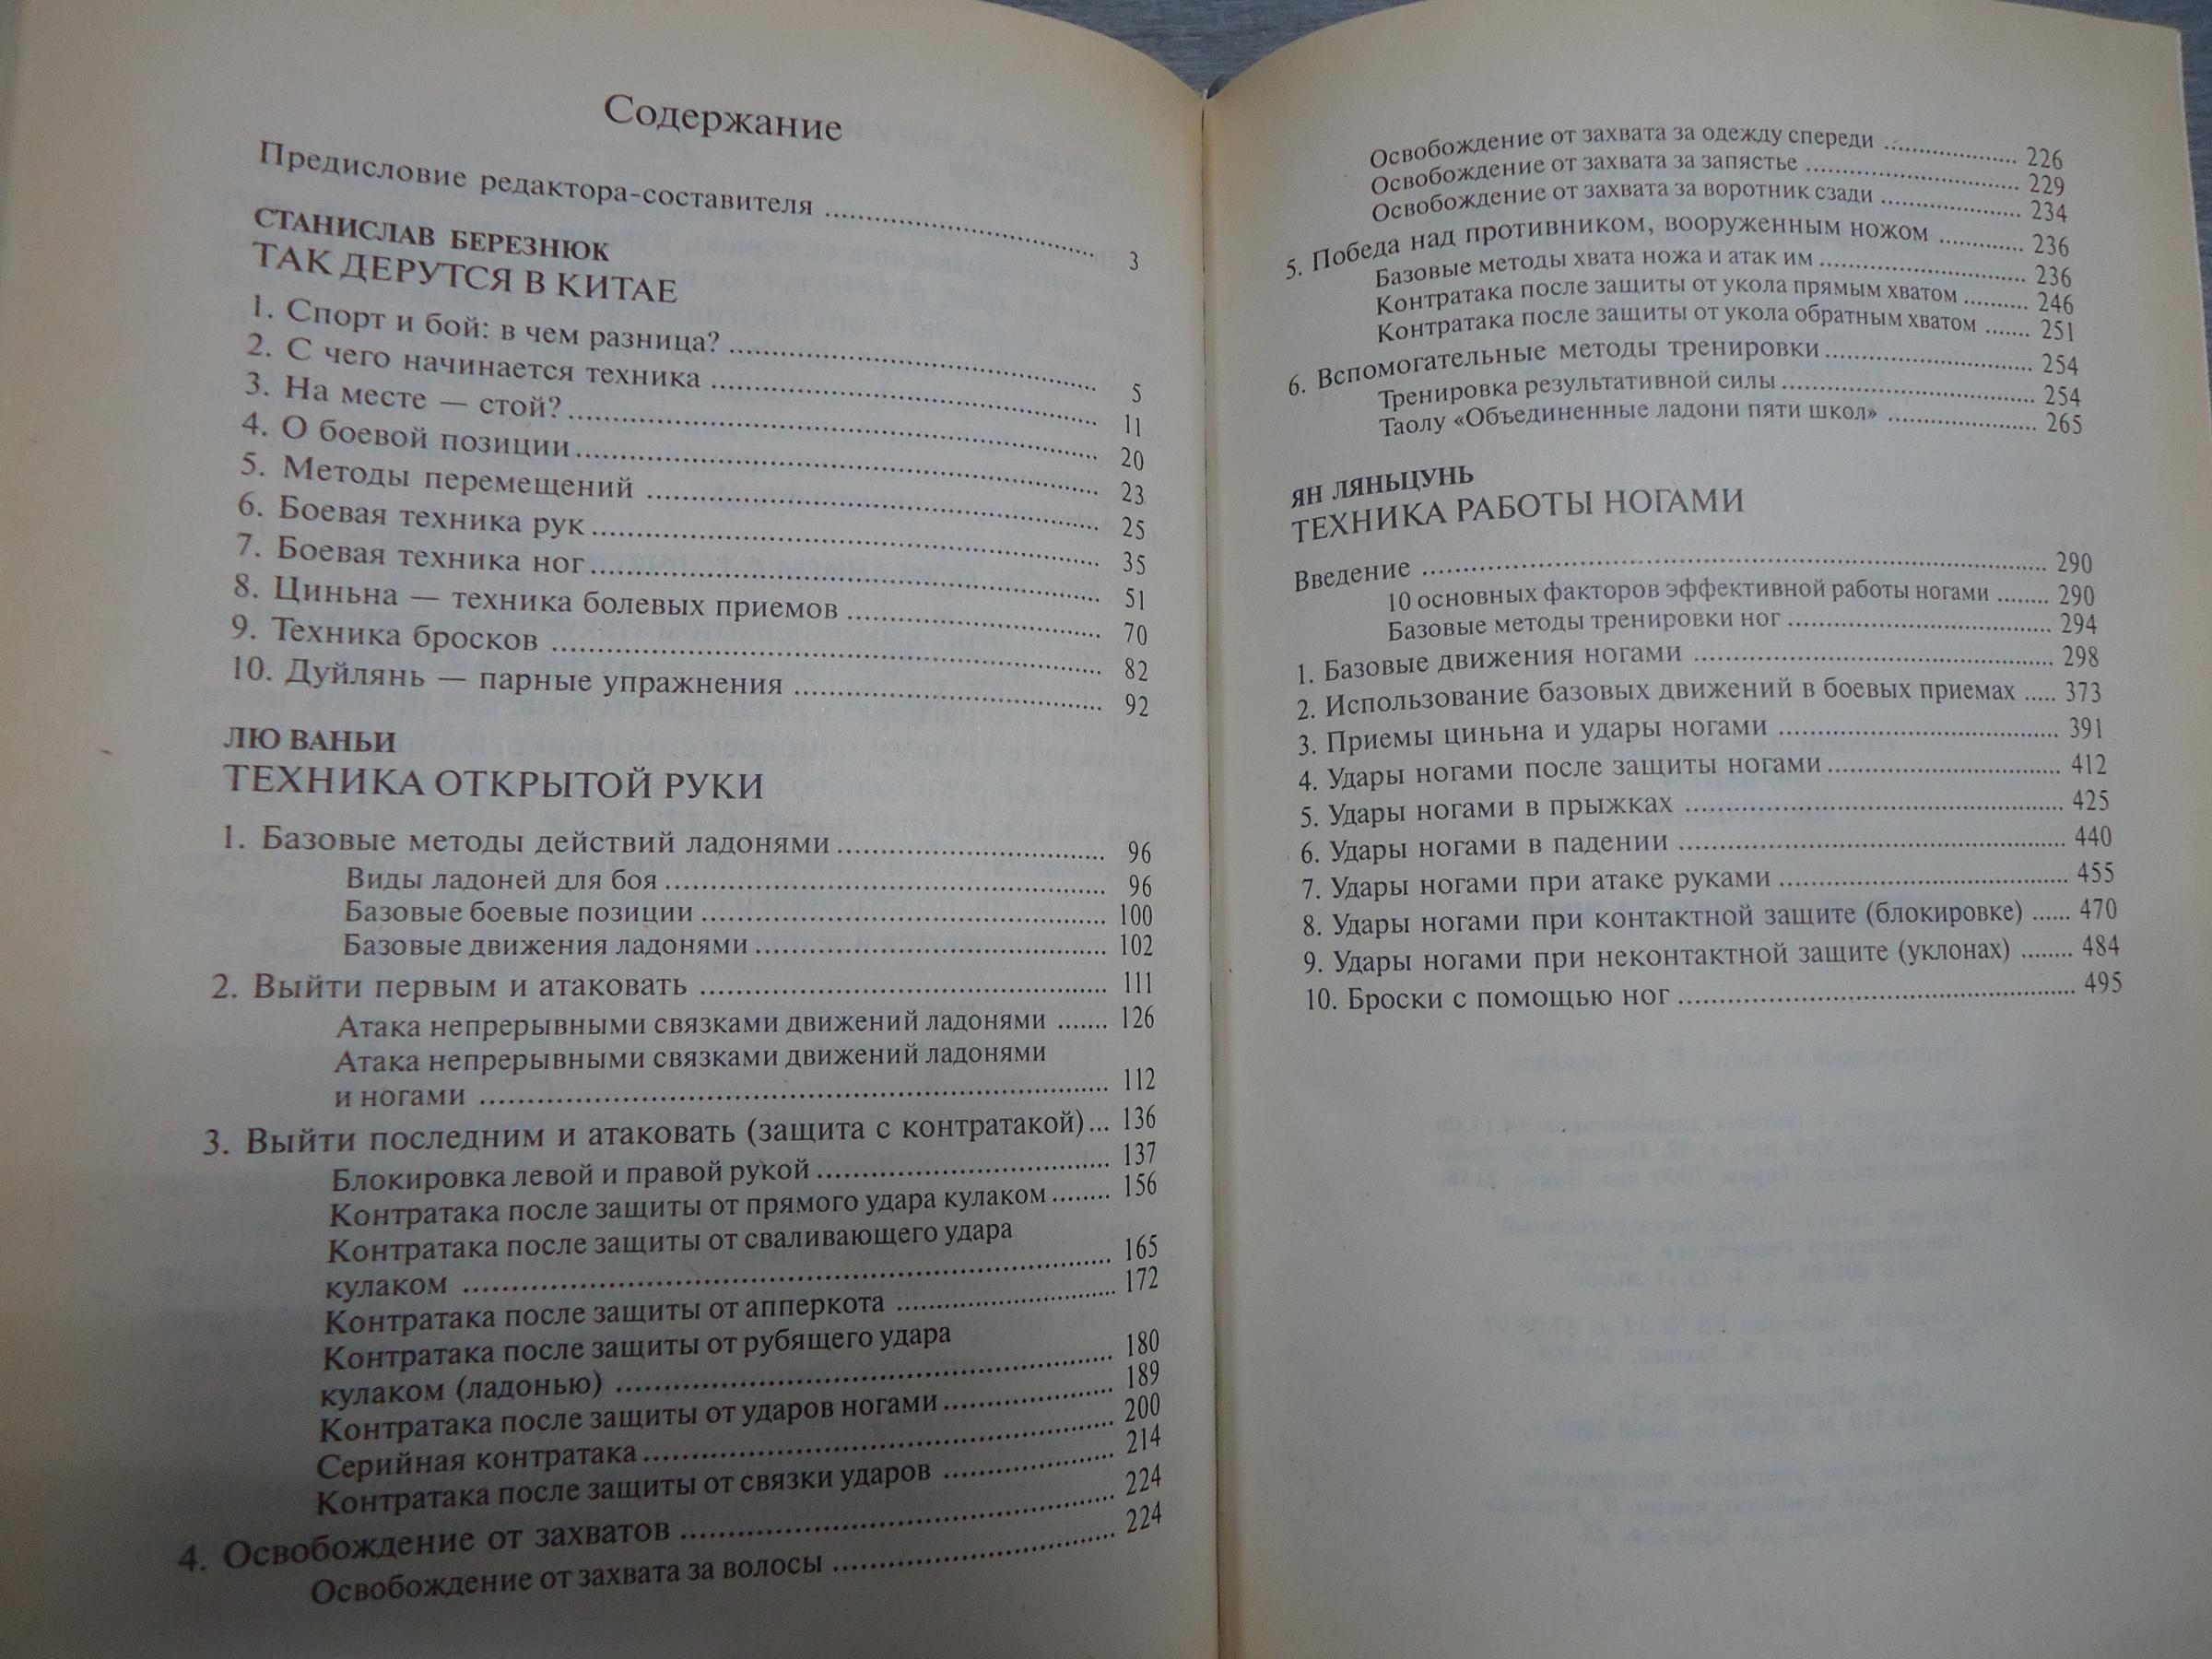 Содержание
Предисловие редактора-составителя ........ 3
СТАНИСЛАВ БЕРЕЗНЮК
ТАК ДЕРУТСЯ В КИТАЕ
1. Спорт и бой: в чем разница? ........ 5
2. С чего начинается техника ........ 11
3. На месте — стой? ........ 20
4. О боевой позиции ........ 23
5. Методы перемещений ........ 25
6. Боевая техника рук ........ 35
7. Боевая техника ног ........ 51
8. Циньна — техника болевых приемов ........ 70
9. Техника бросков ........ 82
10. Дуйлянь — парные упражнения ........ 92
ЛЮ ВАНЬИ
ТЕХНИКА ОТКРЫТОЙ РУКИ
1. Базовые методы действий ладонями ........ 96
Виды ладоней для боя ........ 96
Базовые боевые позиции ........ 100
Базовые движения ладонями ........ 102
2. Выйти первым и атаковать ........ 111
Атака непрерывными связками движений ладонями ....... 126
Атака непрерывными связками движений ладонями
и ногами ........ 112
3. Выйти последним и атаковать (защита с контратакой)... 136
Блокировка левой и правой рукой ........ 137
Контратака после защиты от прямого удара кулаком ........ 156
Контратака после защиты от сваливающего удара
кулаком ........ 165
Контратака после защиты от апперкота ........ 172
Контратака после защиты от рубящего удара
кулаком (ладонью) ........ 180
Контратака после защиты от ударов ногами ........ 189
Серийная контратака ........ 200
Контратака после защиты от связки ударов ........ 214
4. Освобождение от захватов ........ 224
Освобождение от захвата за волосы ........ 224
Освобождение от захвата за одежду спереди ........ 226
Освобождение от захвата за запястье ........ 229
Освобождение от захвата за воротник сзади ........ 234
5. Победа над противником, вооруженным ножом ........ 236
Базовые методы хвата ножа и атак им ........ 236
Контратака после защиты от укола прямым хватом ........ 246
Контратака после защиты от укола обратным хватом ....... 251
6. Вспомогательные методы тренировки ........ 254
Тренировка результативной силы ........ 254
Таолу «Объединенные ладони пяти школ» ........ 265
ЯН ЛЯНЬЦУНЬ
ТЕХНИКА РАБОТЫ НОГАМИ
Введение ........ 290
10 основных факторов эффективной работы ногами ........ 290
Базовые методы тренировки ног ........ 294
1. Базовые движения ногами ........ 298
2. Использование базовых движений в боевых приемах ..... 373
3. Приемы циньна и удары ногами ........ 391
4. Удары ногами после защиты ногами ........ 412
5. Удары ногами в прыжках ........ 425
6. Удары ногами в падении ........ 440
7. Удары ногами при атаке руками ........ 455
8. Удары ногами при контактной защите (блокировке) ...... 470
9. Удары ногами при неконтактной защите (уклонах) ........ 484
10. Броски с помощью ног ........ 495